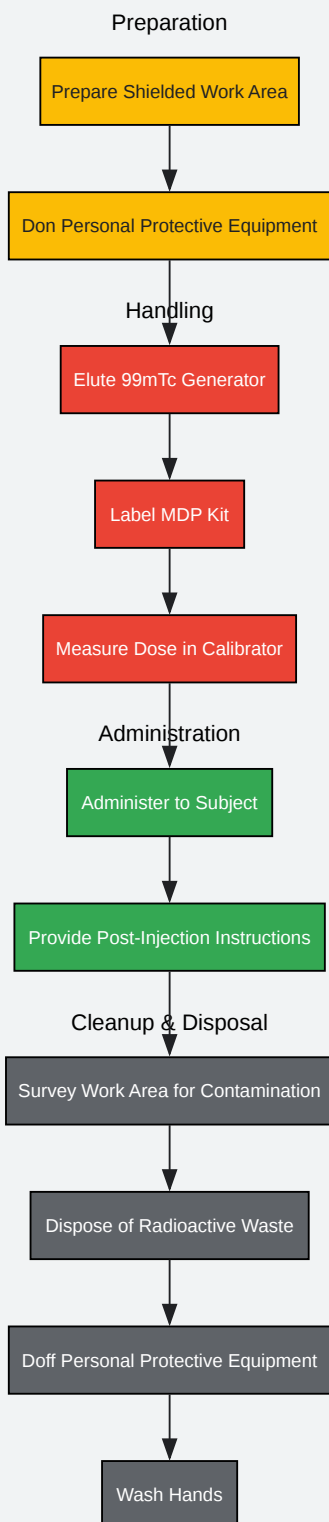 Preparation
Prepare Shielded Work Area
Don Personal Protective Equipment
Handling
Elute 99mTc Generator
Label MDP Kit
Measure Dose in Calibrator
Administration
Administer to Subject
Provide Post-Injection Instructions
Cleanup & Disposal
Survey Work Area for Contamination
Dispose of Radioactive Waste
Doff Personal Protective Equipment
Wash Hands